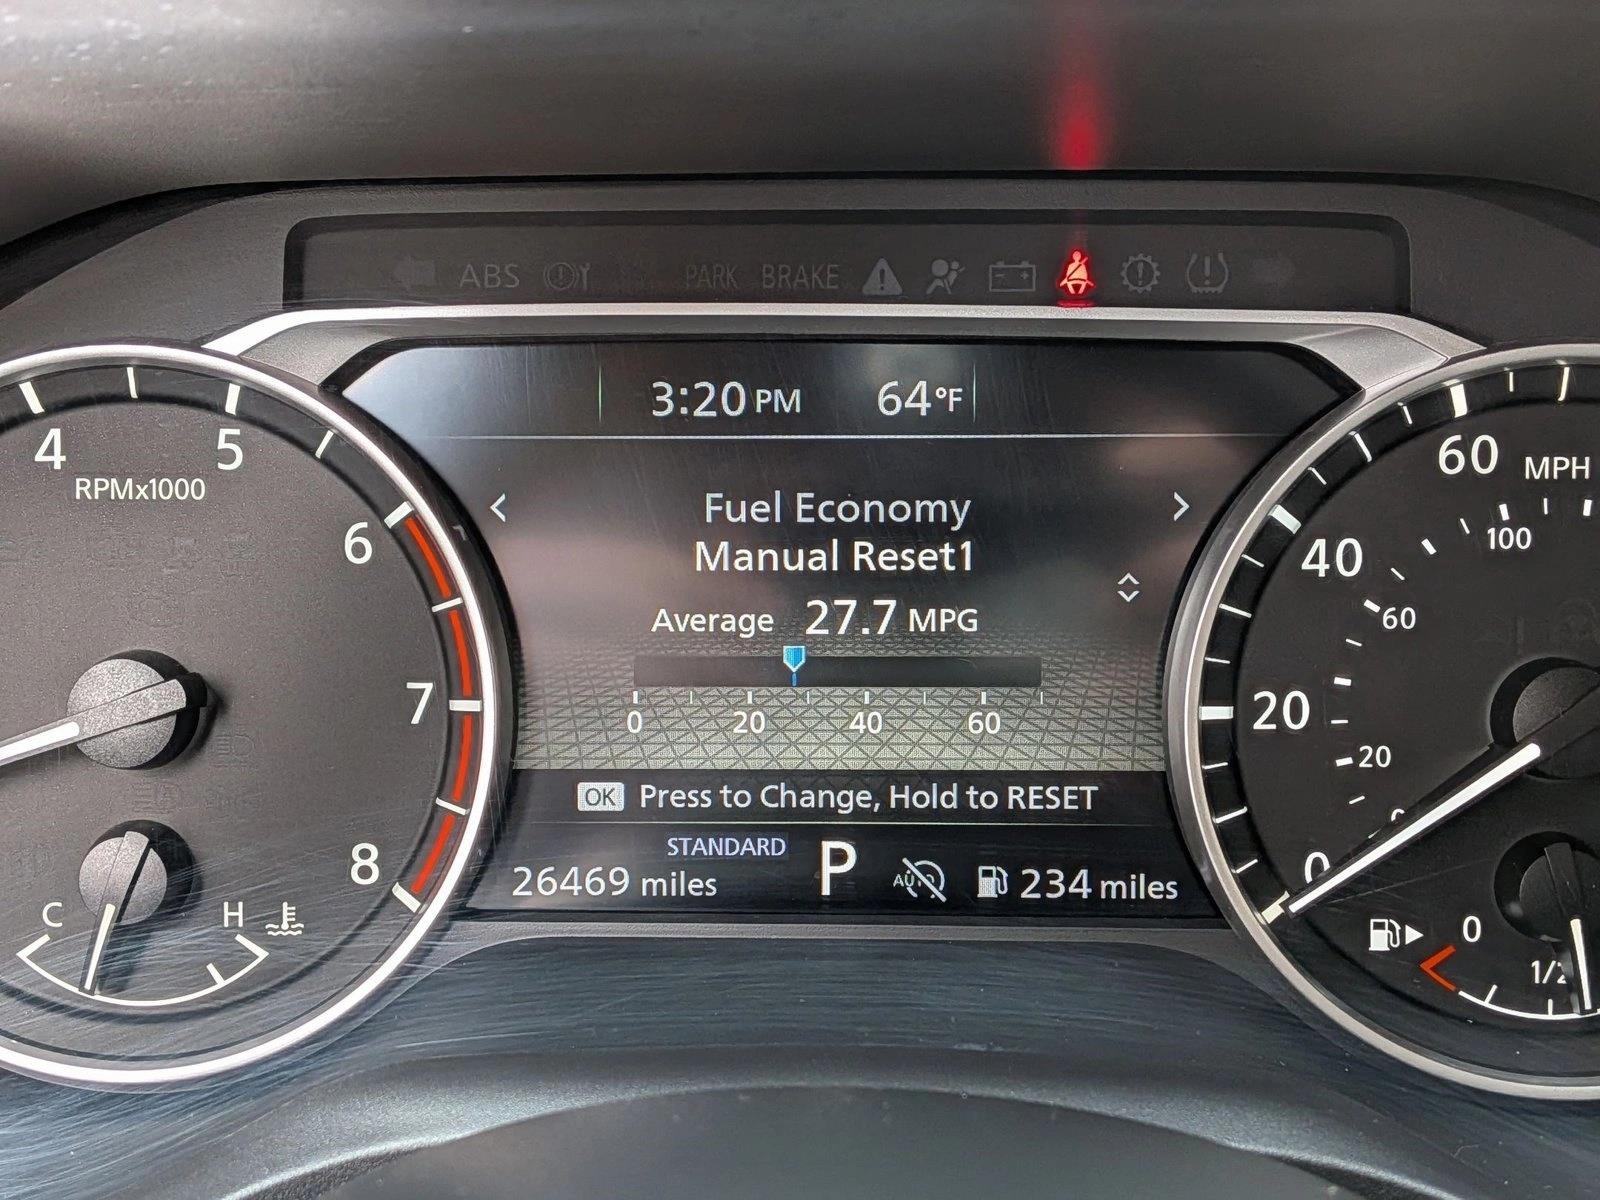 ABS PARK BRAKE
3:20 PM 64°F
Fuel Economy
Manual Reset1
Average 27.7 MPG
0 20 40 60
OK Press to Change, Hold to RESET
STANDARD
26469 miles P AUTO 234 miles
4 5
RPMx1000
6
7
8
C H
60 MPH
100
40
60
20
20
0
0
1/2